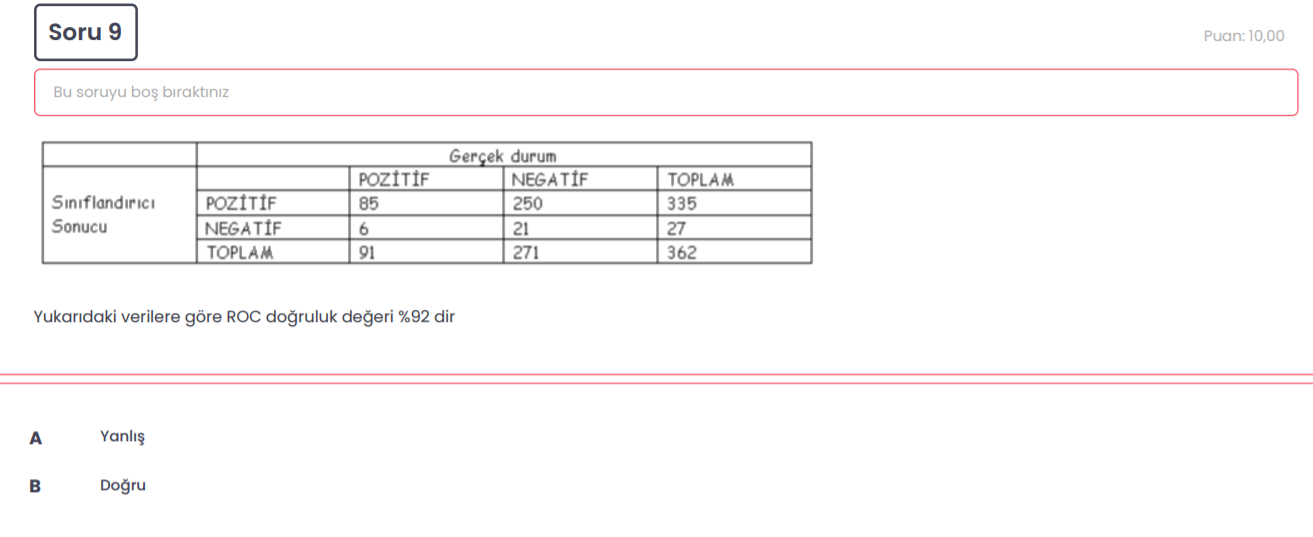 Soru 9
Puan: 10,00
Bu soruyu boş bıraktınız
Gerçek durum
POZİTİF NEGATİF TOPLAM
Sınıflandırıcı Sonucu
POZİTİF 85 250 335
NEGATİF 6 21 27
TOPLAM 91 271 362
Yukarıdaki verilere göre ROC doğruluk değeri %92 dir
A Yanlış
B Doğru